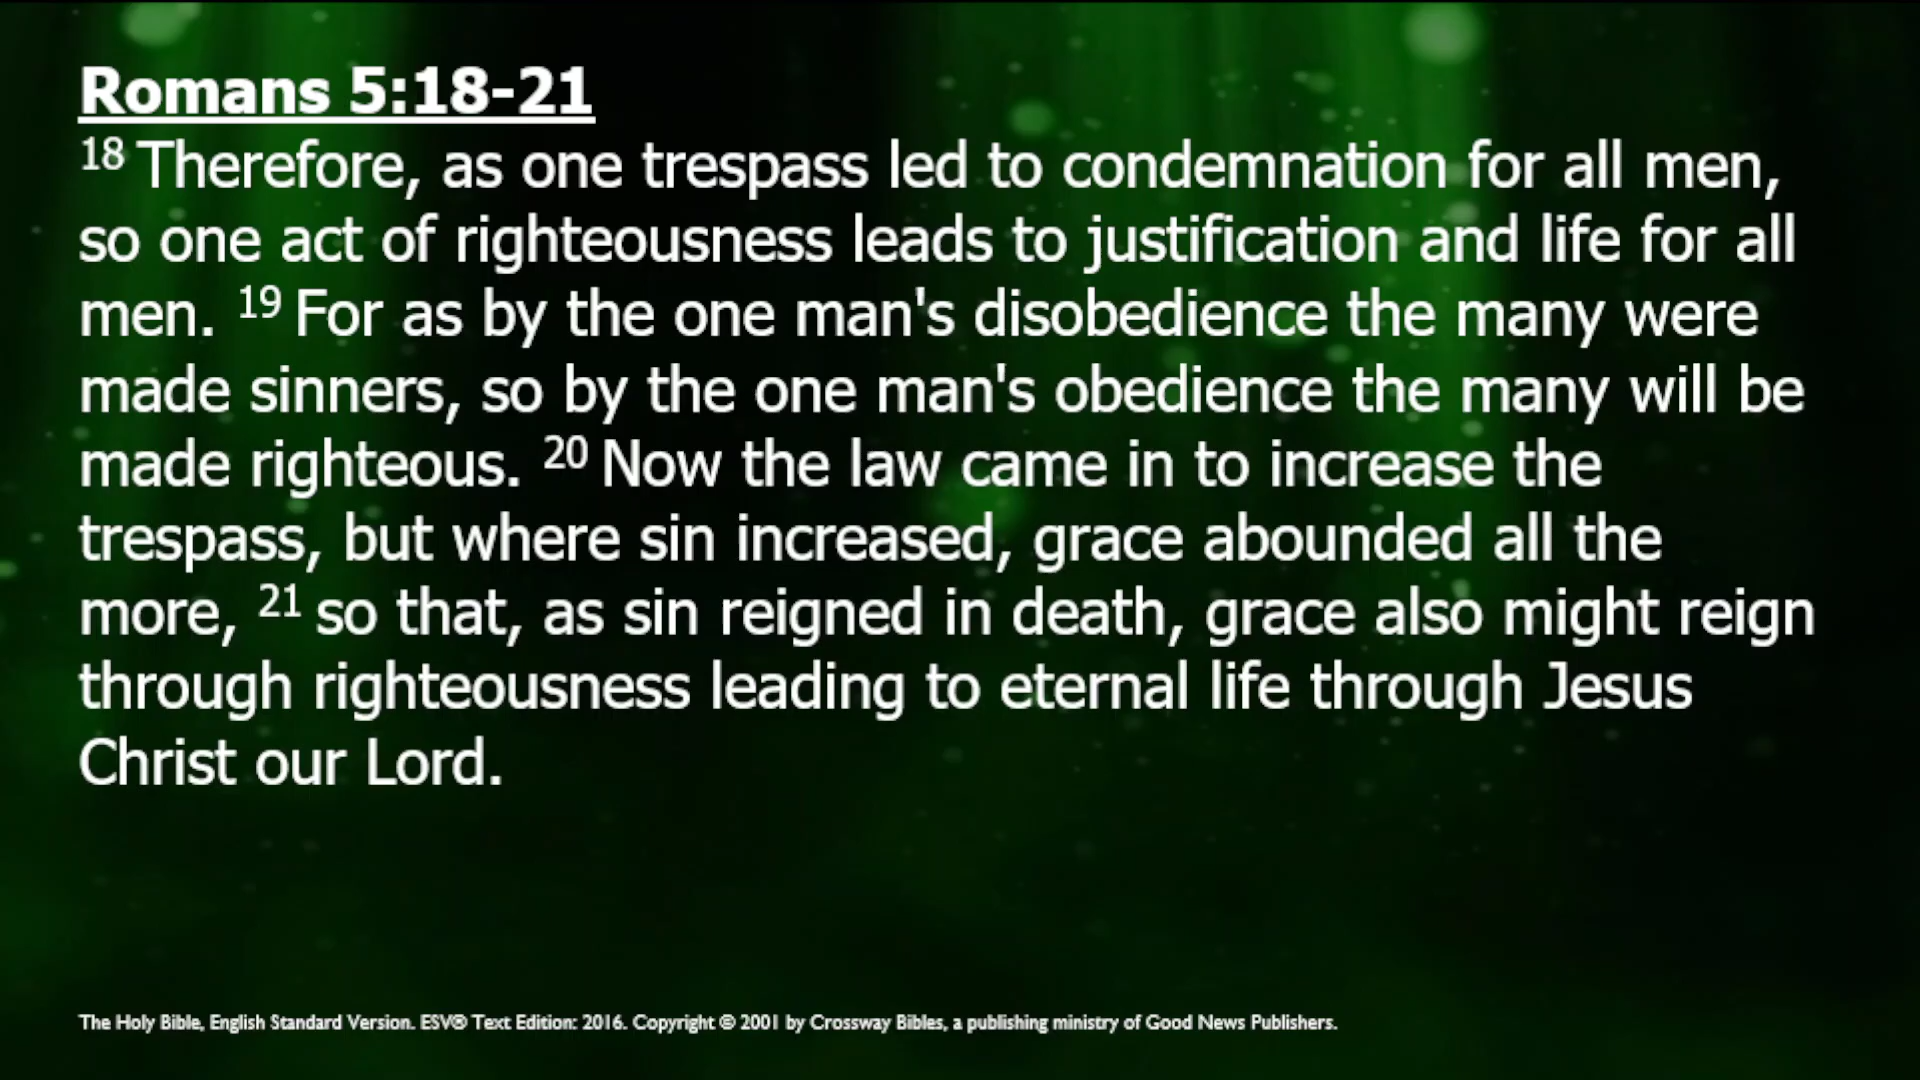 Romans 5:18-21
18 Therefore, as one trespass led to condemnation for all men,
so one act of righteousness leads to justification and life for all
men. 19 For as by the one man's disobedience the many were
made sinners, so by the one man's obedience the many will be
made righteous. 20 Now the law came in to increase the
trespass, but where sin increased, grace abounded all the
more, 21 so that, as sin reigned in death, grace also might reign
through righteousness leading to eternal life through Jesus
Christ our Lord.
The Holy Bible, English Standard Version. ESV® Text Edition: 2016. Copyright © 2001 by Crossway Bibles, a publishing ministry of Good News Publishers.